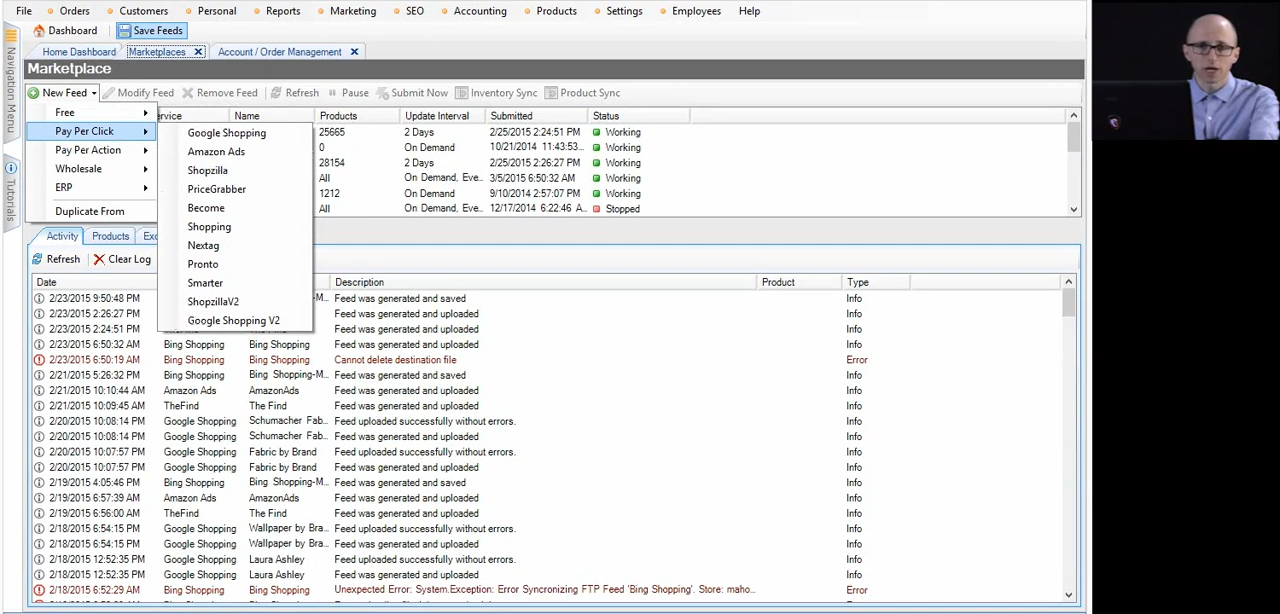 File Orders Customers Personal Reports Marketing SEO Accounting Products Settings Employees Help
Dashboard Save Feeds
Home Dashboard Marketplaces Account / Order Management
Marketplace
New Feed Modify Feed Remove Feed Refresh Pause Submit Now Inventory Sync Product Sync
Name Products Update Interval Submitted Status
25665 2 Days 2/25/2015 2:24:51 PM Working
0 On Demand 10/21/2014 11:43:53... Working
28154 2 Days 2/25/2015 2:26:27 PM Working
All On Demand, Eve... 3/5/2015 6:50:32 AM Working
1212 On Demand 9/10/2014 2:57:07 PM Working
All On Demand, Eve... 12/17/2014 6:22:46 A... Stopped
Free
Pay Per Click
Pay Per Action
Wholesale
ERP
Duplicate From
Google Shopping
Amazon Ads
Shopzilla
PriceGrabber
Become
Shopping
Nextag
Pronto
Smarter
ShopzillaV2
Google Shopping V2
Navigation Menu
Tutorials
Activity Products
Refresh Clear Log
Date Description Product Type
2/23/2015 9:50:48 PM Feed was generated and saved Info
2/23/2015 2:26:27 PM Feed was generated and uploaded Info
2/23/2015 2:24:51 PM Feed was generated and uploaded Info
2/23/2015 6:50:32 AM Bing Shopping Bing Shopping Feed was generated and uploaded Info
2/23/2015 6:50:19 AM Bing Shopping Bing Shopping Cannot delete destination file Error
2/21/2015 5:26:32 PM Bing Shopping Bing Shopping-M... Feed was generated and saved Info
2/21/2015 10:10:44 AM Amazon Ads AmazonAds Feed was generated and uploaded Info
2/21/2015 10:09:45 AM TheFind The Find Feed was generated and uploaded Info
2/20/2015 10:08:14 PM Google Shopping Schumacher Fab... Feed uploaded successfully without errors. Info
2/20/2015 10:08:14 PM Google Shopping Schumacher Fab... Feed was generated and uploaded Info
2/20/2015 10:07:57 PM Google Shopping Fabric by Brand Feed uploaded successfully without errors. Info
2/20/2015 10:07:57 PM Google Shopping Fabric by Brand Feed was generated and uploaded Info
2/19/2015 4:05:46 PM Bing Shopping Bing Shopping-M... Feed was generated and saved Info
2/19/2015 6:57:39 AM Amazon Ads AmazonAds Feed was generated and uploaded Info
2/19/2015 6:56:00 AM TheFind The Find Feed was generated and uploaded Info
2/18/2015 6:54:15 PM Google Shopping Wallpaper by Bra... Feed uploaded successfully without errors. Info
2/18/2015 6:54:15 PM Google Shopping Wallpaper by Bra... Feed was generated and uploaded Info
2/18/2015 12:52:35 PM Google Shopping Laura Ashley Feed uploaded successfully without errors. Info
2/18/2015 12:52:35 PM Google Shopping Laura Ashley Feed was generated and uploaded Info
2/18/2015 6:52:29 AM Bing Shopping Bing Shopping Unexpected Error: System.Exception: Error Syncronizing FTP Feed 'Bing Shopping'. Store: maho... Error